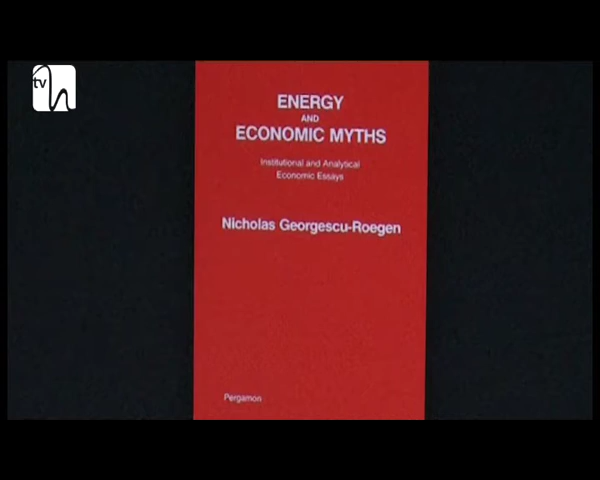 tv
ENERGY
AND
ECONOMIC MYTHS
Institutional and Analytical
Economic Essays
Nicholas Georgescu-Roegen
Pergamon